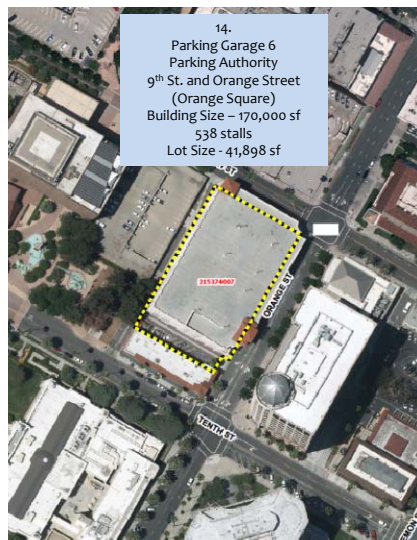 14.
Parking Garage 6
Parking Authority
9th St. and Orange Street
(Orange Square)
Building Size – 170,000 sf
538 stalls
Lot Size - 41,898 sf
215374007
ORANGE ST
TENTH ST